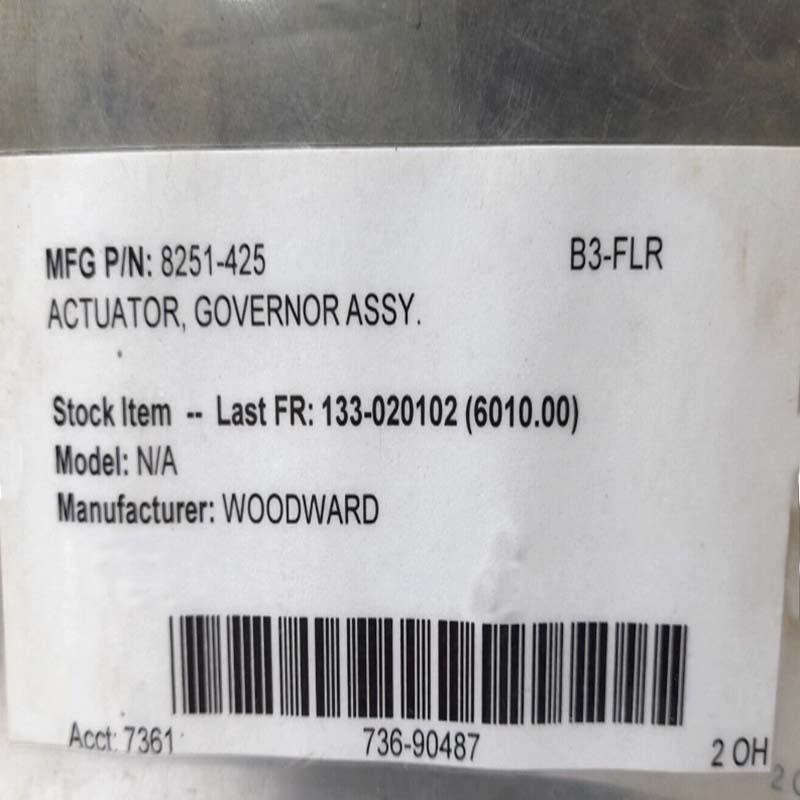 MFG P/N: 8251-425 B3-FLR
ACTUATOR, GOVERNOR ASSY.
Stock Item -- Last FR: 133-020102 (6010.00)
Model: N/A
Manufacturer: WOODWARD
Acct: 7361 736-90487 2 OH